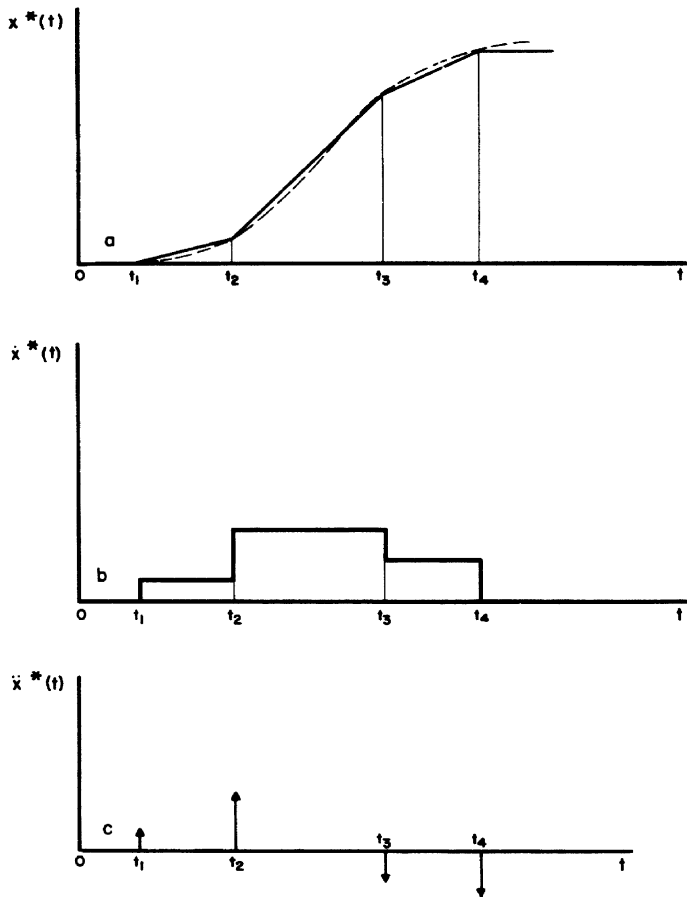 x*(t)
a
0 t₁ t₂ t₃ t₄ t
ẋ*(t)
b
0 t₁ t₂ t₃ t₄ t
ẍ*(t)
c
t₃ t₄
0 t₁ t₂ t